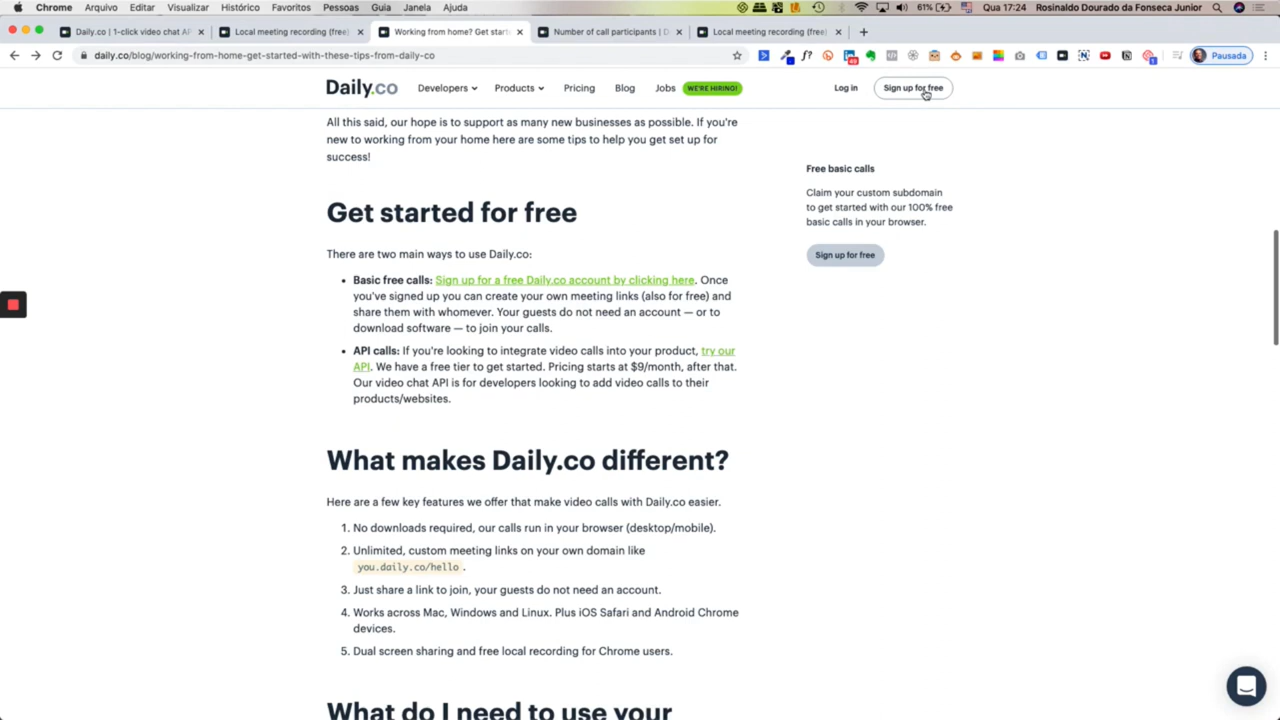 Chrome Arquivo Editar Visualizar Histórico Favoritos Pessoas Guia Janela Ajuda 61% Qua 17:24 Rosinaldo Dourado da Fonseca Junior
Daily.co | 1-click video chat AP
Local meeting recording (free)
Working from home? Get start
Number of call participants | D
Local meeting recording (free)
daily.co/blog/working-from-home-get-started-with-these-tips-from-daily-co
Pausada
Daily.co Developers Products Pricing Blog Jobs WE'RE HIRING! Log in Sign up for free
All this said, our hope is to support as many new businesses as possible. If you're
new to working from your home here are some tips to help you get set up for
success!
Get started for free
There are two main ways to use Daily.co:
• Basic free calls: Sign up for a free Daily.co account by clicking here. Once
you've signed up you can create your own meeting links (also for free) and
share them with whomever. Your guests do not need an account — or to
download software — to join your calls.
• API calls: If you're looking to integrate video calls into your product, try our
API. We have a free tier to get started. Pricing starts at $9/month, after that.
Our video chat API is for developers looking to add video calls to their
products/websites.
What makes Daily.co different?
Here are a few key features we offer that make video calls with Daily.co easier.
1. No downloads required, our calls run in your browser (desktop/mobile).
2. Unlimited, custom meeting links on your own domain like
you.daily.co/hello .
3. Just share a link to join, your guests do not need an account.
4. Works across Mac, Windows and Linux. Plus iOS Safari and Android Chrome
devices.
5. Dual screen sharing and free local recording for Chrome users.
What do I need to use your
Free basic calls
Claim your custom subdomain
to get started with our 100% free
basic calls in your browser.
Sign up for free